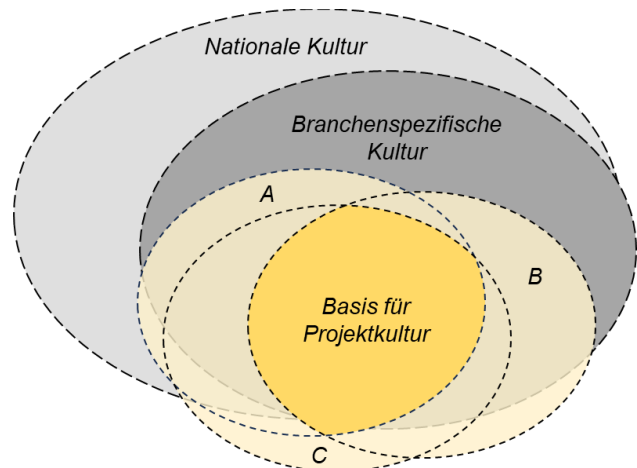 Nationale Kultur
Branchenspezifische
Kultur
A
B
Basis für
Projektkultur
C